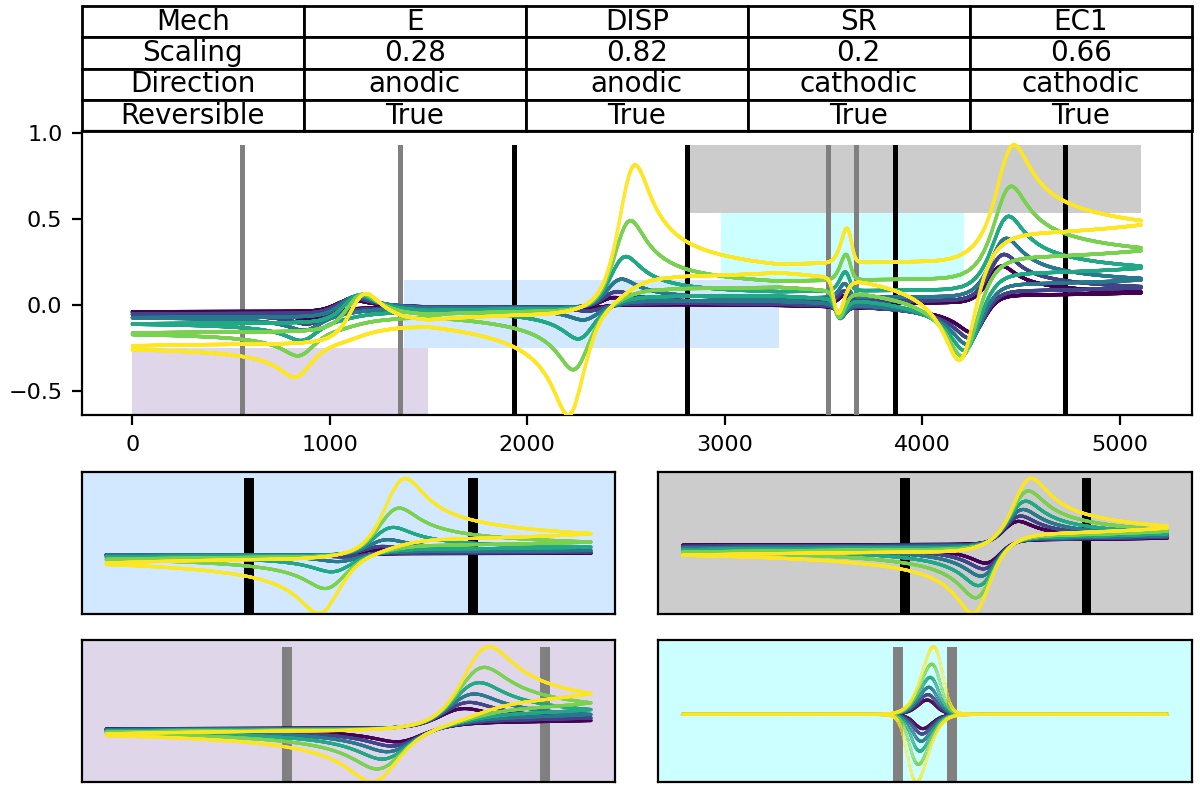 Mech E DISP SR EC1
Scaling 0.28 0.82 0.2 0.66
Direction anodic anodic cathodic cathodic
Reversible True True True True
1.0
0.5
0.0
−0.5
0 1000 2000 3000 4000 5000